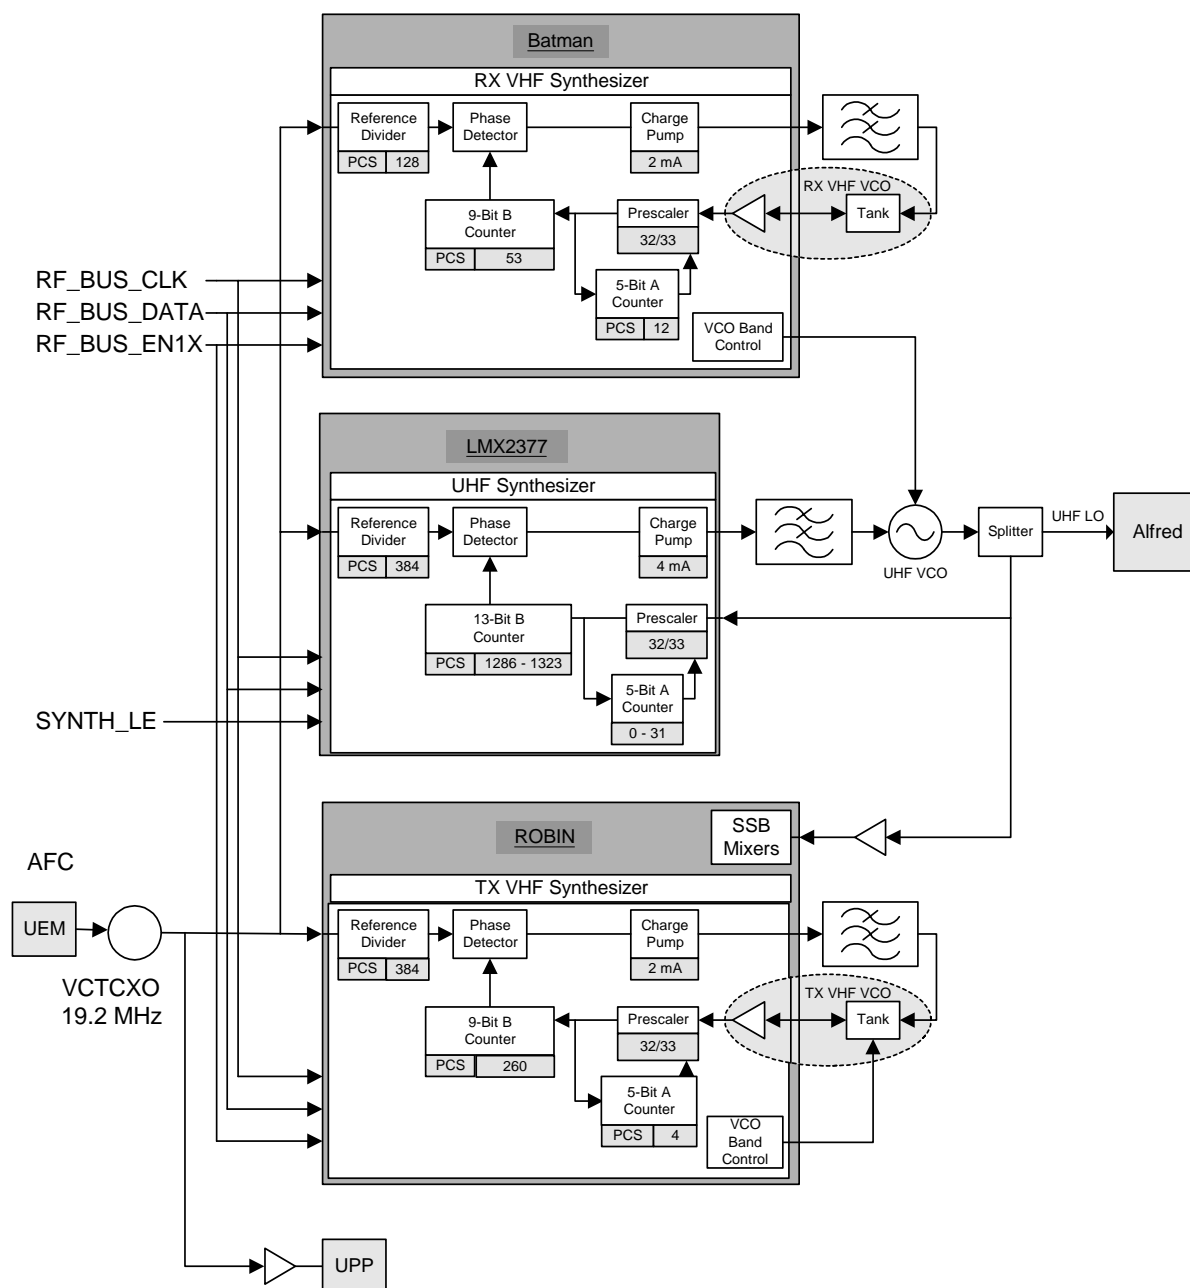 Batman
RX VHF Synthesizer
Reference
Divider
PCS 128
Phase
Detector
Charge
Pump
2 mA
RX VHF VCO
Tank
9-Bit B
Counter
PCS 53
Prescaler
32/33
5-Bit A
Counter
PCS 12
VCO Band
Control
RF_BUS_CLK
RF_BUS_DATA
RF_BUS_EN1X
LMX2377
UHF Synthesizer
Reference
Divider
PCS 384
Phase
Detector
Charge
Pump
4 mA
UHF VCO
Splitter
UHF LO
Alfred
13-Bit B
Counter
PCS 1286 - 1323
Prescaler
32/33
5-Bit A
Counter
0 - 31
SYNTH_LE
ROBIN
SSB
Mixers
TX VHF Synthesizer
AFC
UEM
VCTCXO
19.2 MHz
Reference
Divider
PCS 384
Phase
Detector
Charge
Pump
2 mA
TX VHF VCO
Tank
9-Bit B
Counter
PCS 260
Prescaler
32/33
5-Bit A
Counter
PCS 4
VCO
Band
Control
UPP